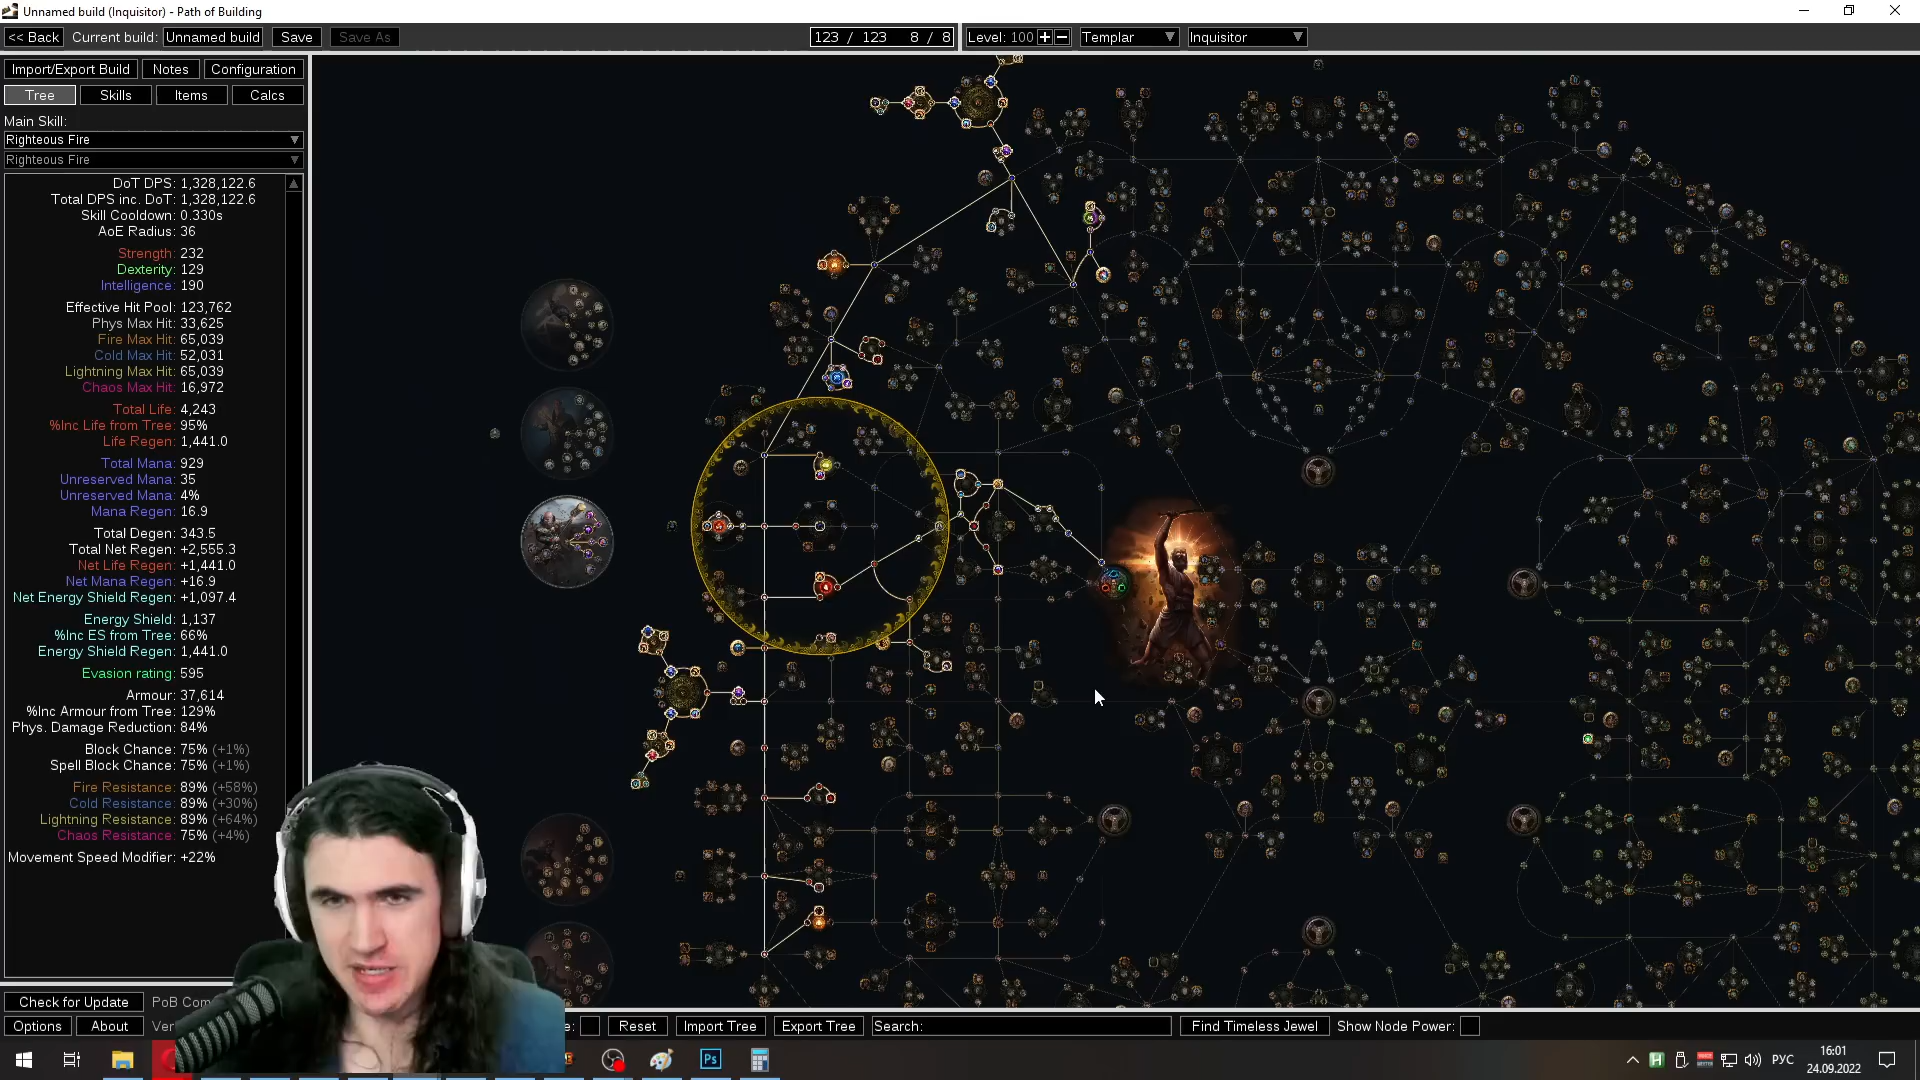 Unnamed build (Inquisitor) - Path of Building
<< Back
Current build:
Unnamed build
Save
Save As
123 / 123 8 / 8
Level: 100
Templar
Inquisitor
Import/Export Build
Notes
Configuration
Tree
Skills
Items
Calcs
Main Skill:
Righteous Fire
Righteous Fire
DoT DPS: 1,328,122.6
Total DPS inc. DoT: 1,328,122.6
Skill Cooldown: 0.330s
AoE Radius: 36
Strength: 232
Dexterity: 129
Intelligence: 190
Effective Hit Pool: 123,762
Phys Max Hit: 33,625
Fire Max Hit: 65,039
Cold Max Hit: 52,031
Lightning Max Hit: 65,039
Chaos Max Hit: 16,972
Total Life: 4,243
%Inc Life from Tree: 95%
Life Regen: 1,441.0
Total Mana: 929
Unreserved Mana: 35
Unreserved Mana: 4%
Mana Regen: 16.9
Total Degen: 343.5
Total Net Regen: +2,555.3
Net Life Regen: +1,441.0
Net Mana Regen: +16.9
Net Energy Shield Regen: +1,097.4
Energy Shield: 1,137
%Inc ES from Tree: 66%
Energy Shield Regen: 1,441.0
Evasion rating: 595
Armour: 37,614
%Inc Armour from Tree: 129%
Phys. Damage Reduction: 84%
Block Chance: 75% (+1%)
Spell Block Chance: 75% (+1%)
Fire Resistance: 89% (+58%)
Cold Resistance: 89% (+30%)
Lightning Resistance: 89% (+64%)
Chaos Resistance: 75% (+4%)
Movement Speed Modifier: +22%
Check for Update
PoB Com
Options
About
Ver
Reset
Import Tree
Export Tree
Search:
Find Timeless Jewel
Show Node Power:
Ps
РУС
16:01
24.09.2022